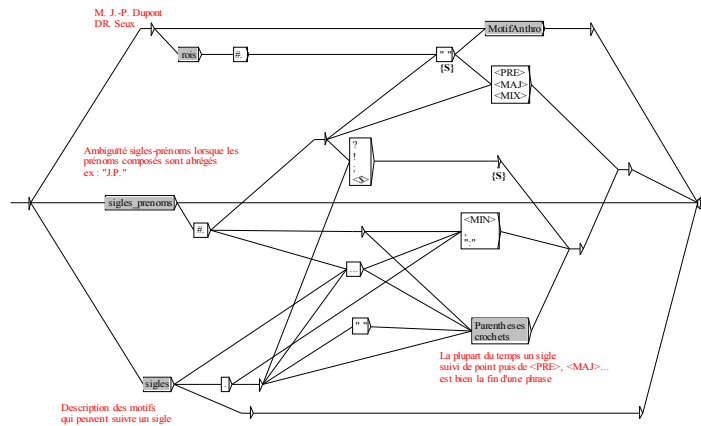 M. J.-P. Dupont
DR. Seux
MotifAnthro
rois
#.
" "
{S}
<PRE>
<MAJ>
<MIX>
Ambiguïté sigles-prénoms lorsque les
prénoms composés sont abrégés
ex : "J.P."
?
!
;
<$>
{S}
sigles_prenoms
#.
<MIN>
,
":"
...
" "
Parentheses
crochets
La plupart du temps un sigle
suivi de point puis de <PRE>, <MAJ>...
est bien la fin d'une phrase
sigles
.
Description des motifs
qui peuvent suivre un sigle